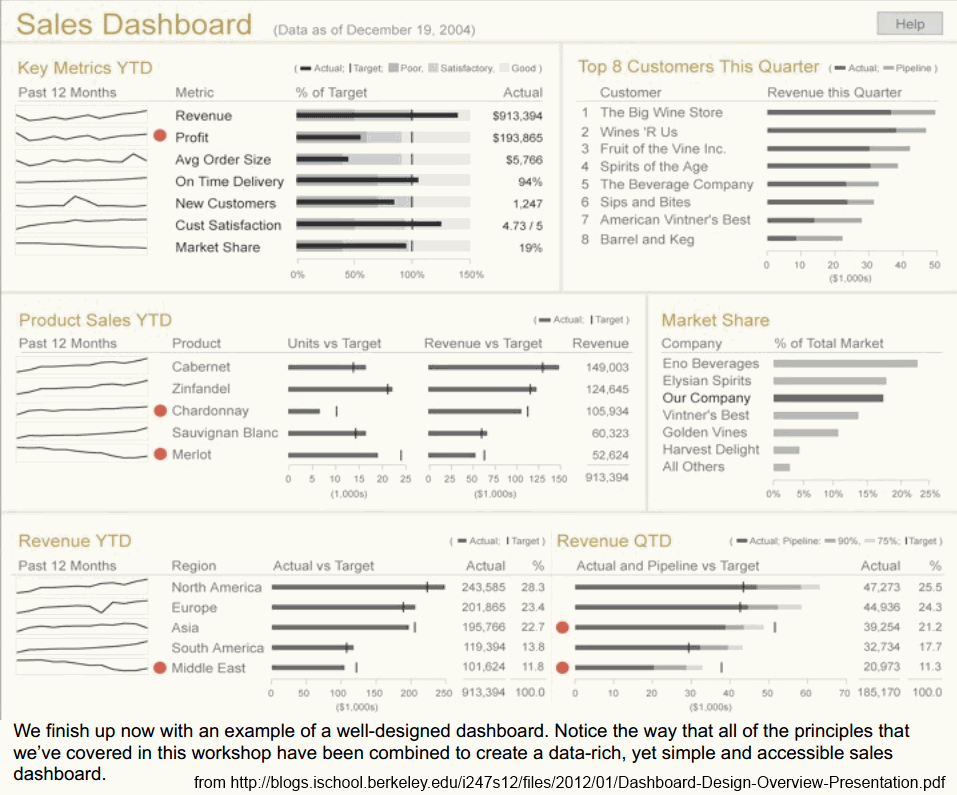 Sales Dashboard (Data as of December 19, 2004) Help
Key Metrics YTD ( Actual; Target; Poor, Satisfactory, Good )
Past 12 Months Metric % of Target Actual
Revenue $913,394
Profit $193,865
Avg Order Size $5,766
On Time Delivery 94%
New Customers 1,247
Cust Satisfaction 4.73 / 5
Market Share 19%
0% 50% 100% 150%
Top 8 Customers This Quarter ( Actual; Pipeline )
Customer Revenue this Quarter
1 The Big Wine Store
2 Wines 'R Us
3 Fruit of the Vine Inc.
4 Spirits of the Age
5 The Beverage Company
6 Sips and Bites
7 American Vintner's Best
8 Barrel and Keg
0 10 20 30 40 50
($1,000s)
Product Sales YTD ( Actual; Target )
Past 12 Months Product Units vs Target Revenue vs Target Revenue
Cabernet 149,003
Zinfandel 124,645
Chardonnay 105,934
Sauvignan Blanc 60,323
Merlot 52,624
0 5 10 15 20 25 0 25 50 75 100 125 150 913,394
(1,000s) ($1,000s)
Market Share
Company % of Total Market
Eno Beverages
Elysian Spirits
Our Company
Vintner's Best
Golden Vines
Harvest Delight
All Others
0% 5% 10% 15% 20% 25%
Revenue YTD ( Actual; Target )
Past 12 Months Region Actual vs Target Actual %
North America 243,585 28.3
Europe 201,865 23.4
Asia 195,766 22.7
South America 119,394 13.8
Middle East 101,624 11.8
0 50 100 150 200 250 913,394 100.0
($1,000s)
Revenue QTD ( Actual; Pipeline: 90%, 75%; Target )
Actual and Pipeline vs Target Actual %
47,273 25.5
44,936 24.3
39,254 21.2
32,734 17.7
20,973 11.3
0 10 20 30 40 50 60 70 185,170 100.0
($1,000s)
We finish up now with an example of a well-designed dashboard. Notice the way that all of the principles that
we've covered in this workshop have been combined to create a data-rich, yet simple and accessible sales
dashboard.
from http://blogs.ischool.berkeley.edu/i247s12/files/2012/01/Dashboard-Design-Overview-Presentation.pdf